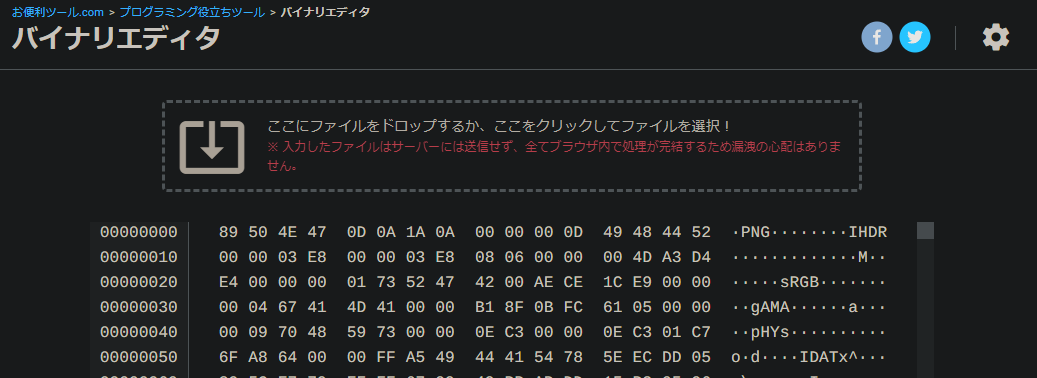 お便利ツール.com > プログラミング役立ちツール > バイナリエディタ
バイナリエディタ
ここにファイルをドロップするか、ここをクリックしてファイルを選択！
※ 入力したファイルはサーバーには送信せず、全てブラウザ内で処理が完結するため漏洩の心配はありま
せん。
00000000 89 50 4E 47 0D 0A 1A 0A 00 00 00 0D 49 48 44 52 ·PNG········IHDR
00000010 00 00 03 E8 00 00 03 E8 08 06 00 00 00 4D A3 D4 ·············M··
00000020 E4 00 00 00 01 73 52 47 42 00 AE CE 1C E9 00 00 ·····sRGB·······
00000030 00 04 67 41 4D 41 00 00 B1 8F 0B FC 61 05 00 00 ··gAMA······a···
00000040 00 09 70 48 59 73 00 00 0E C3 00 00 0E C3 01 C7 ··pHYs··········
00000050 6F A8 64 00 00 FF A5 49 44 41 54 78 5E EC DD 05 o·d····IDATx^···